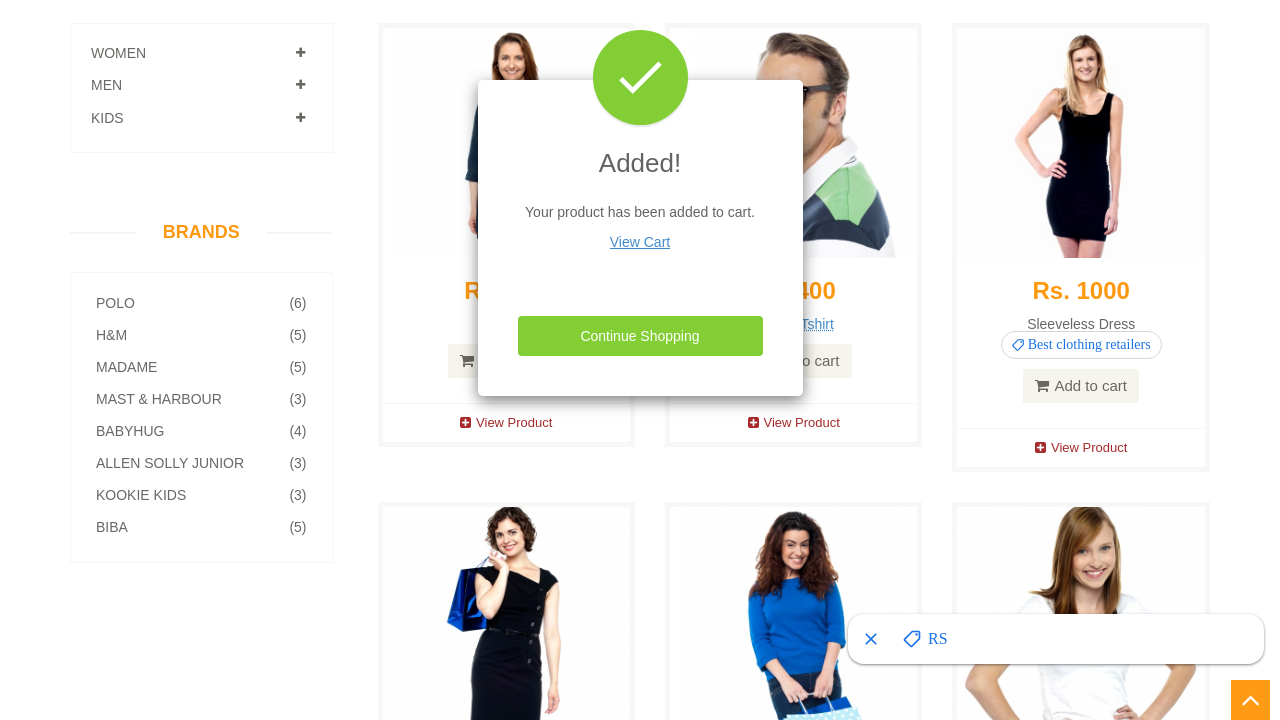 WOMEN
MEN
KIDS
BRANDS
POLO (6)
H&M (5)
MADAME (5)
MAST & HARBOUR (3)
BABYHUG (4)
ALLEN SOLLY JUNIOR (3)
KOOKIE KIDS (3)
BIBA (5)
Added!
Your product has been added to cart.
View Cart
Continue Shopping
View Product
Tshirt
View Product
Rs. 1000
Sleeveless Dress
Best clothing retailers
Add to cart
View Product
RS